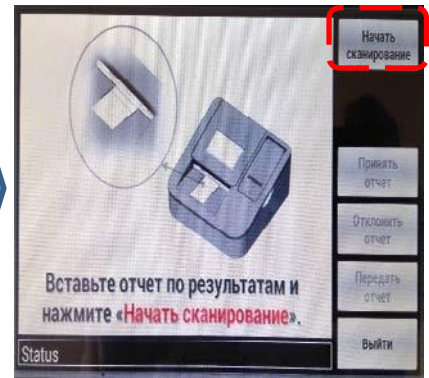 Начать
сканирование
Принять
отчет
Отклонить
отчет
Передать
отчет
Вставьте отчет по результатам и
нажмите «Начать сканирование».
Выйти
Status